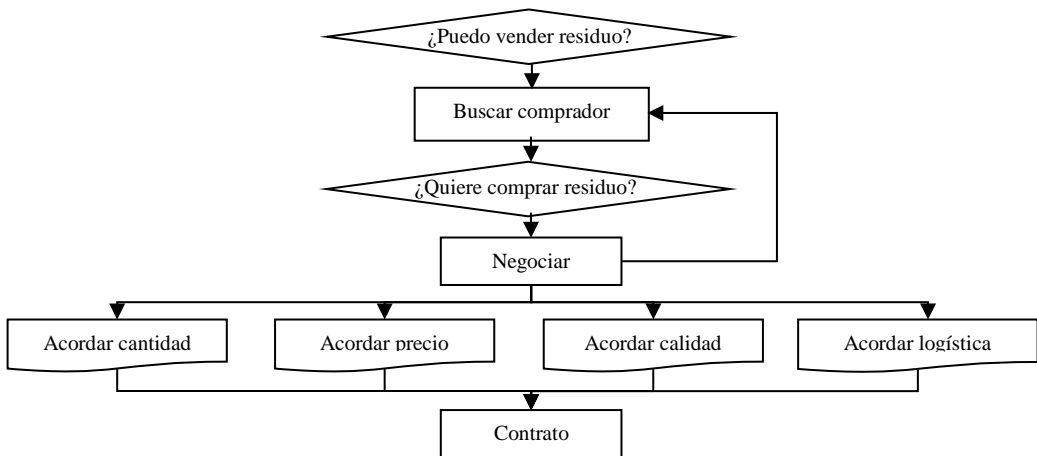 ¿Puedo vender residuo?
Buscar comprador
¿Quiere comprar residuo?
Negociar
Acordar cantidad
Acordar precio
Acordar calidad
Acordar logística
Contrato